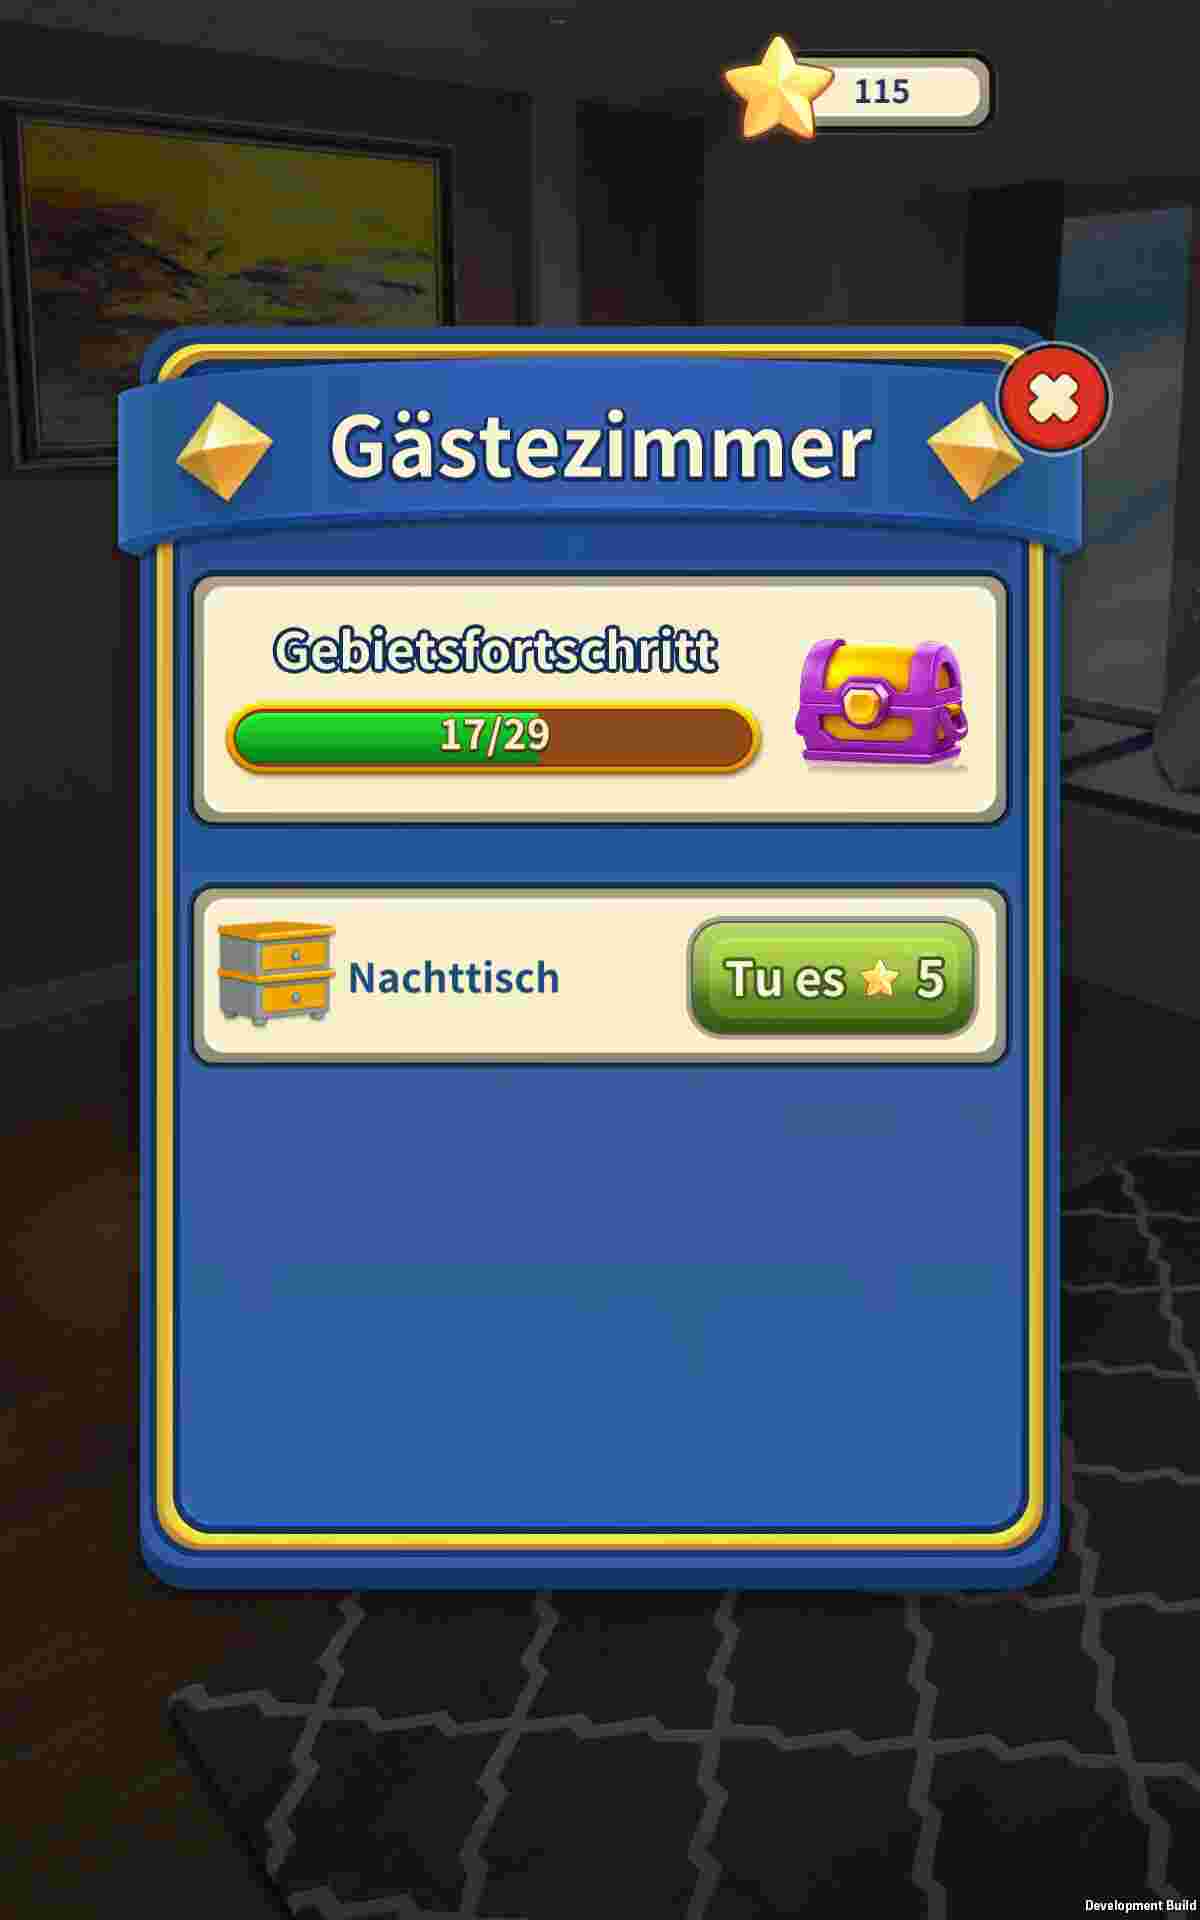 115
Gästezimmer
Gebietsfortschritt
17/29
Nachttisch
Tu es 5
Development Build